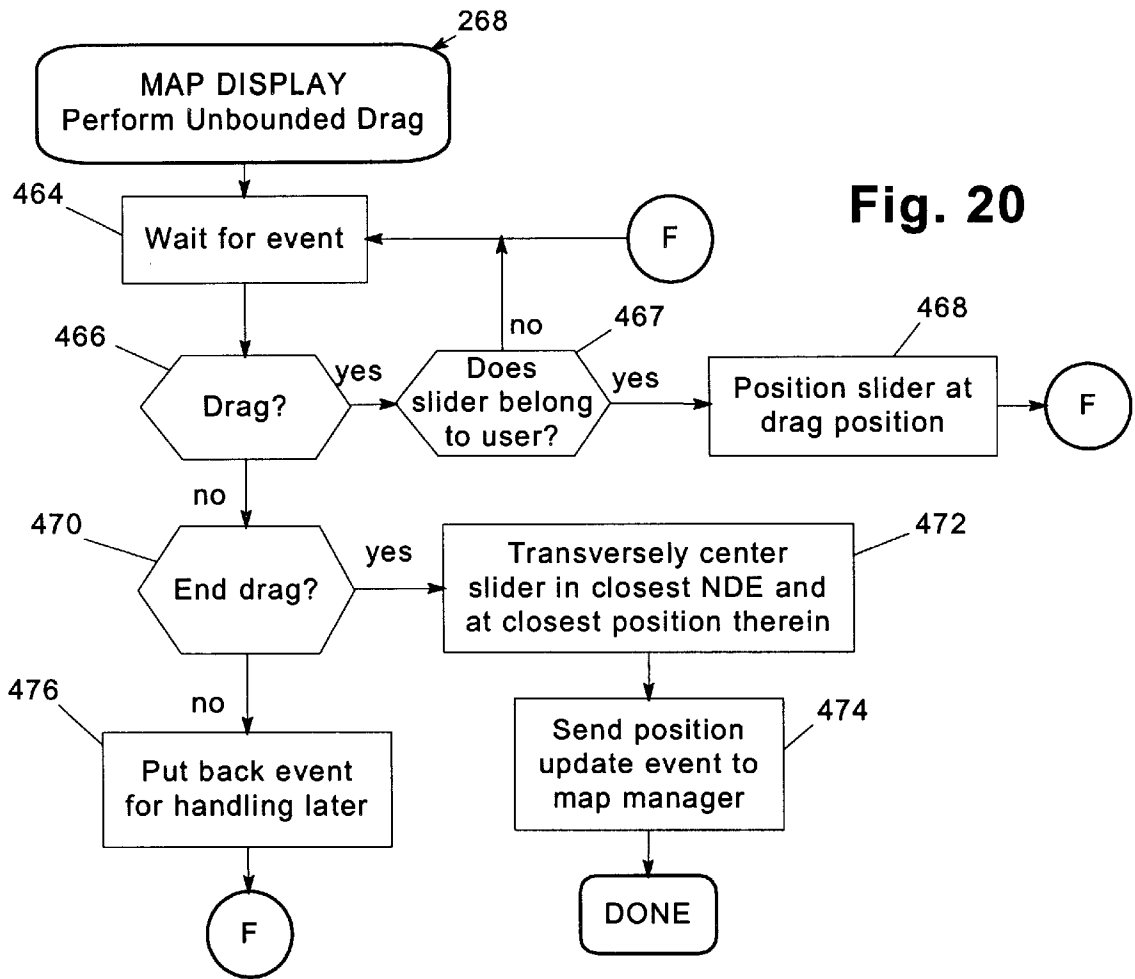 268
MAP DISPLAY
Perform Unbounded Drag
464
Wait for event
F
Fig. 20
466
Drag?
yes
no
467
Does
slider belong
to user?
yes
468
Position slider at
drag position
F
no
470
End drag?
yes
472
Transversely center
slider in closest NDE and
at closest position therein
no
476
Put back event
for handling later
474
Send position
update event to
map manager
F
DONE